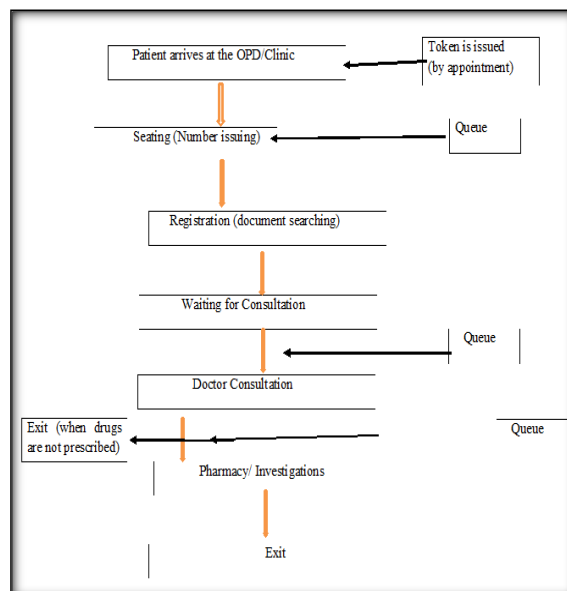 Patient arrives at the OPD/Clinic
Token is issued
(by appointment)
Seating (Number issuing)
Queue
Registration (document searching)
Waiting for Consultation
Queue
Doctor Consultation
Exit (when drugs
are not prescribed)
Queue
Pharmacy/ Investigations
Exit